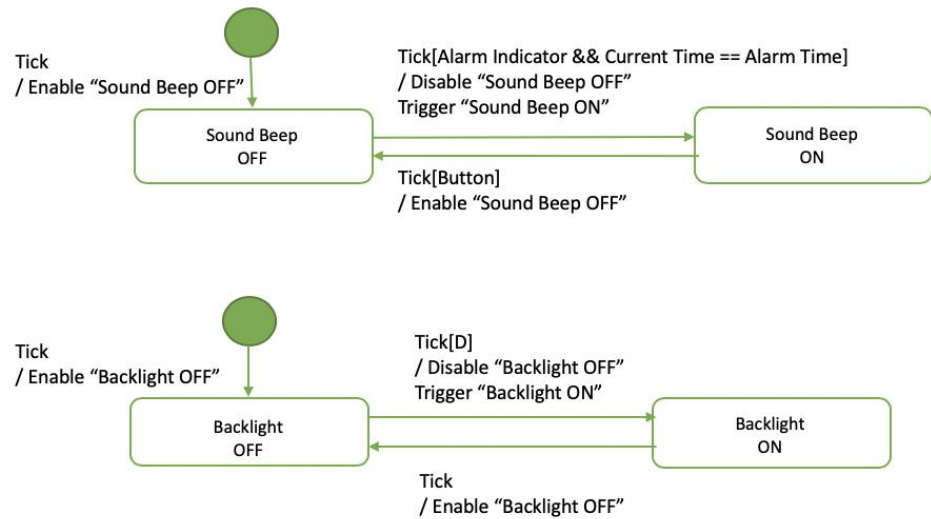 Tick
/ Enable “Sound Beep OFF”
Tick[Alarm Indicator && Current Time == Alarm Time]
/ Disable “Sound Beep OFF”
Trigger “Sound Beep ON”
Sound Beep
OFF
Sound Beep
ON
Tick[Button]
/ Enable “Sound Beep OFF”
Tick
/ Enable “Backlight OFF”
Tick[D]
/ Disable “Backlight OFF”
Trigger “Backlight ON”
Backlight
OFF
Backlight
ON
Tick
/ Enable “Backlight OFF”